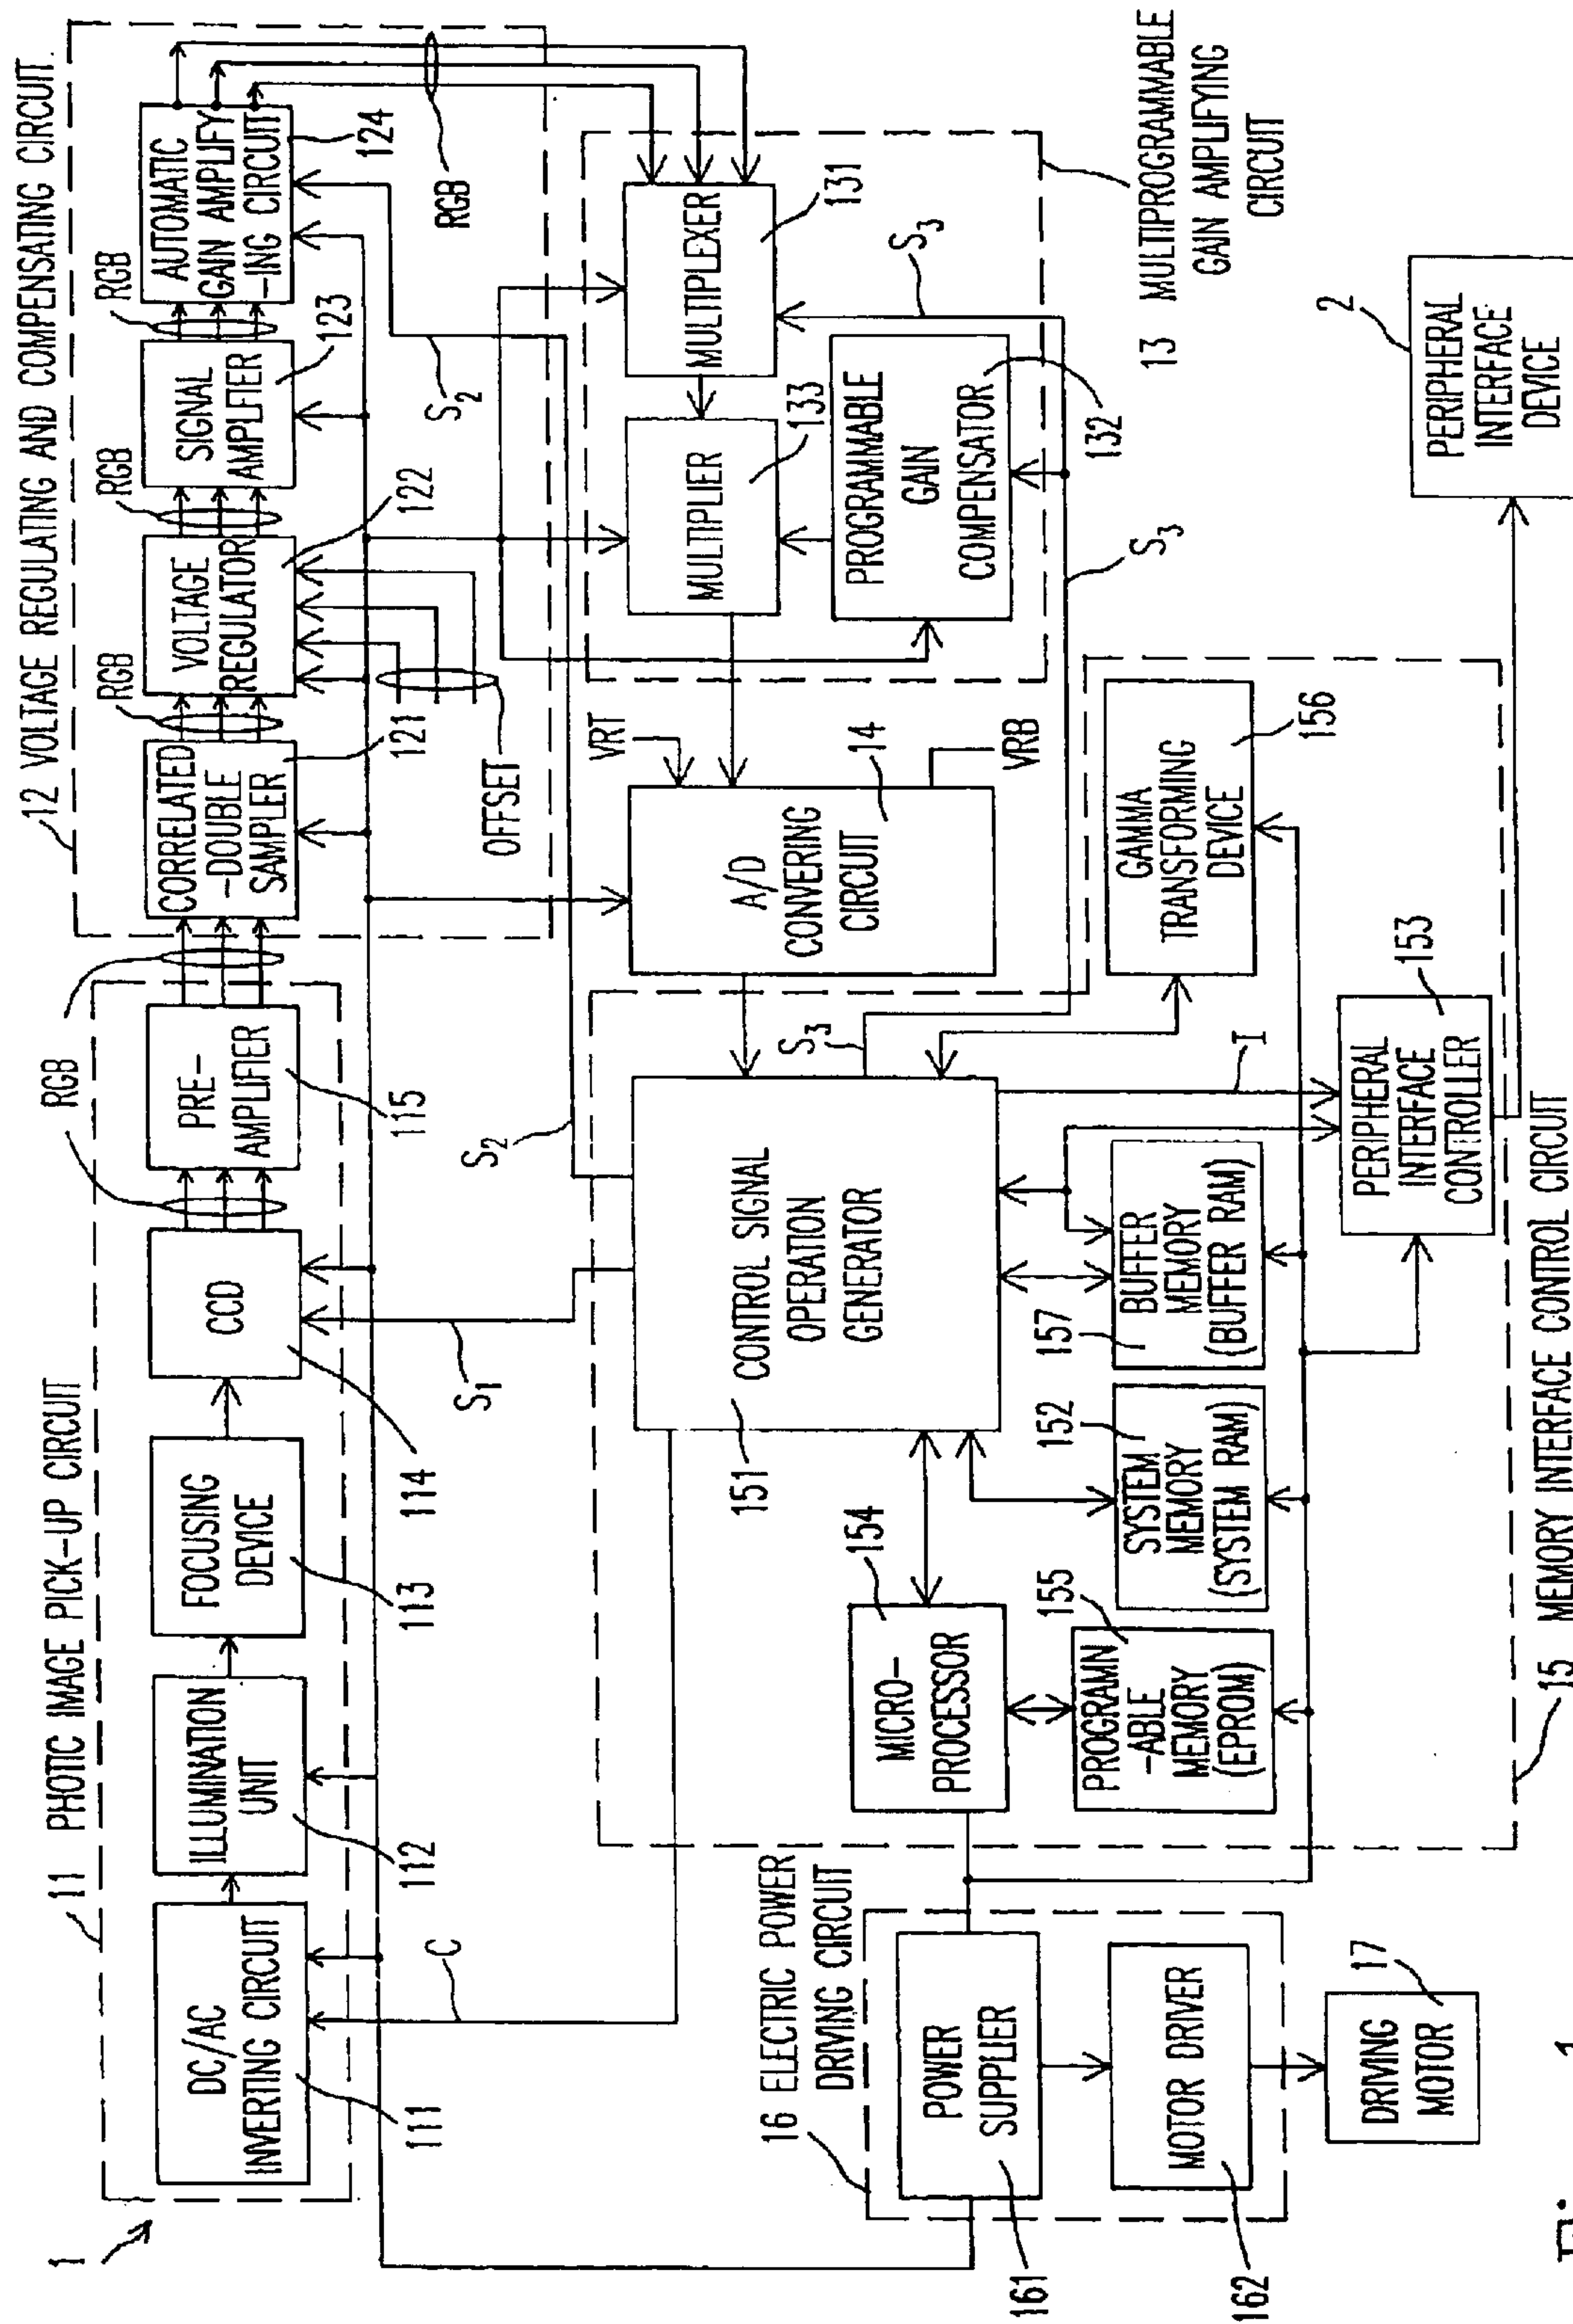 1
11 PHOTIC IMAGE PICK-UP CIRCUIT
DC/AC
INVERTING CIRCUIT
111
ILLUMINATION
UNIT
112
FOCUSING
DEVICE
113
CCD
114
RGB
PRE-
AMPLIFIER
115
12 VOLTAGE REGULATING AND COMPENSATING CIRCUIT
CORRELATED
-DOUBLE
SAMPLER
121
RGB
VOLTAGE
REGULATOR
122
OFFSET
RGB
SIGNAL
AMPLFIER
123
RGB
AUTOMATIC
GAIN AMPLIFY
-ING CIRCUIT
124
RGB
C
S1
S2
S2
MULTIPLEXER
131
MULTIPLIER
133
PROGRAMMABLE
GAIN
COMPENSATOR
132
S3
S3
13 MULTIPROGRAMMABLE
GAIN AMPLIFYING
CIRCUIT
VRT
A/D
CONVERING
CIRCUIT
14
VRB
S3
151
CONTROL SIGNAL
OPERATION
GENERATOR
GAMMA
TRANSFORMING
DEVICE
156
154
MICRO-
PROCESSOR
155
PROGRAMN
-ABLE
MEMORY
(EPROM)
152
SYSTEM
MEMORY
(SYSTEM RAM)
157
BUFFER
MEMORY
(BUFFER RAM)
I
PERIPHERAL
INTERFACE
CONTROLLER
153
2
PERIPHERAL
INTERFACE
DEVICE
15 MEMORY INTERFACE CONTROL CIRCUIT
16 ELECTRIC POWER
DRIVING CIRCUIT
POWER
SUPPLIER
161
MOTOR DRIVER
162
DRIVING
MOTOR
17
Fig. 1